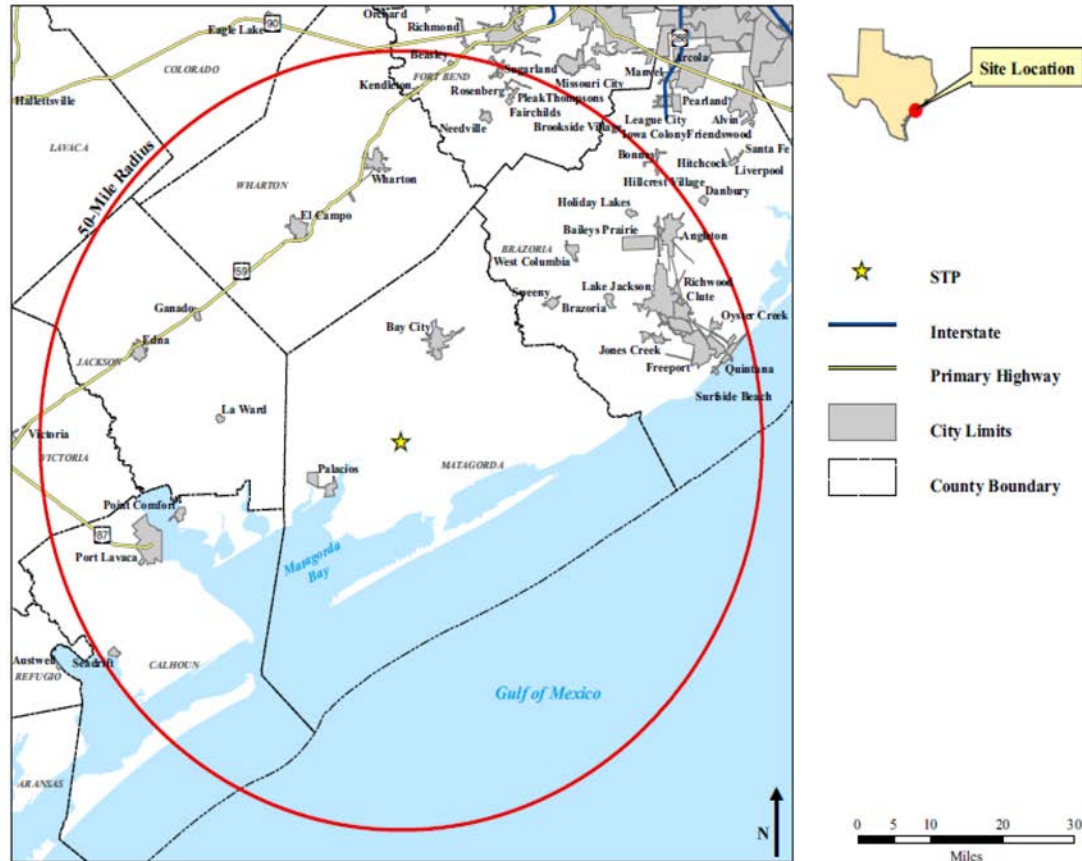 Orchard
Richmond
90
Eagle Lake
288
Beasley
Arcola
COLORADO
FORT BEND
Sugarland
Manvel
Missouri City
Kendleton
Rosenberg
Pleak
Thompsons
Pearland
Hallettsville
Fairchilds
League City
Alvin
Needville
Brookside Village
Iowa Colony
Friendswood
LAVACA
Santa Fe
Bonney
Hitchcock
Liverpool
50-Mile Radius
WHARTON
Wharton
Hillcrest Village
Danbury
Holiday Lakes
El Campo
Baileys Prairie
Angleton
BRAZORIA
West Columbia
59
Lake Jackson
Richwood
Sweeny
Clute
Ganado
Brazoria
Oyster Creek
Bay City
Edna
Jones Creek
JACKSON
Freeport
Quintana
Surfside Beach
La Ward
Victoria
VICTORIA
Palacios
MATAGORDA
Point Comfort
87
Port Lavaca
Matagorda
Bay
Austwell
Seadrift
CALHOUN
REFUGIO
Gulf of Mexico
ARANSAS
N
Site Location
STP
Interstate
Primary Highway
City Limits
County Boundary
0 5 10 20 30
Miles